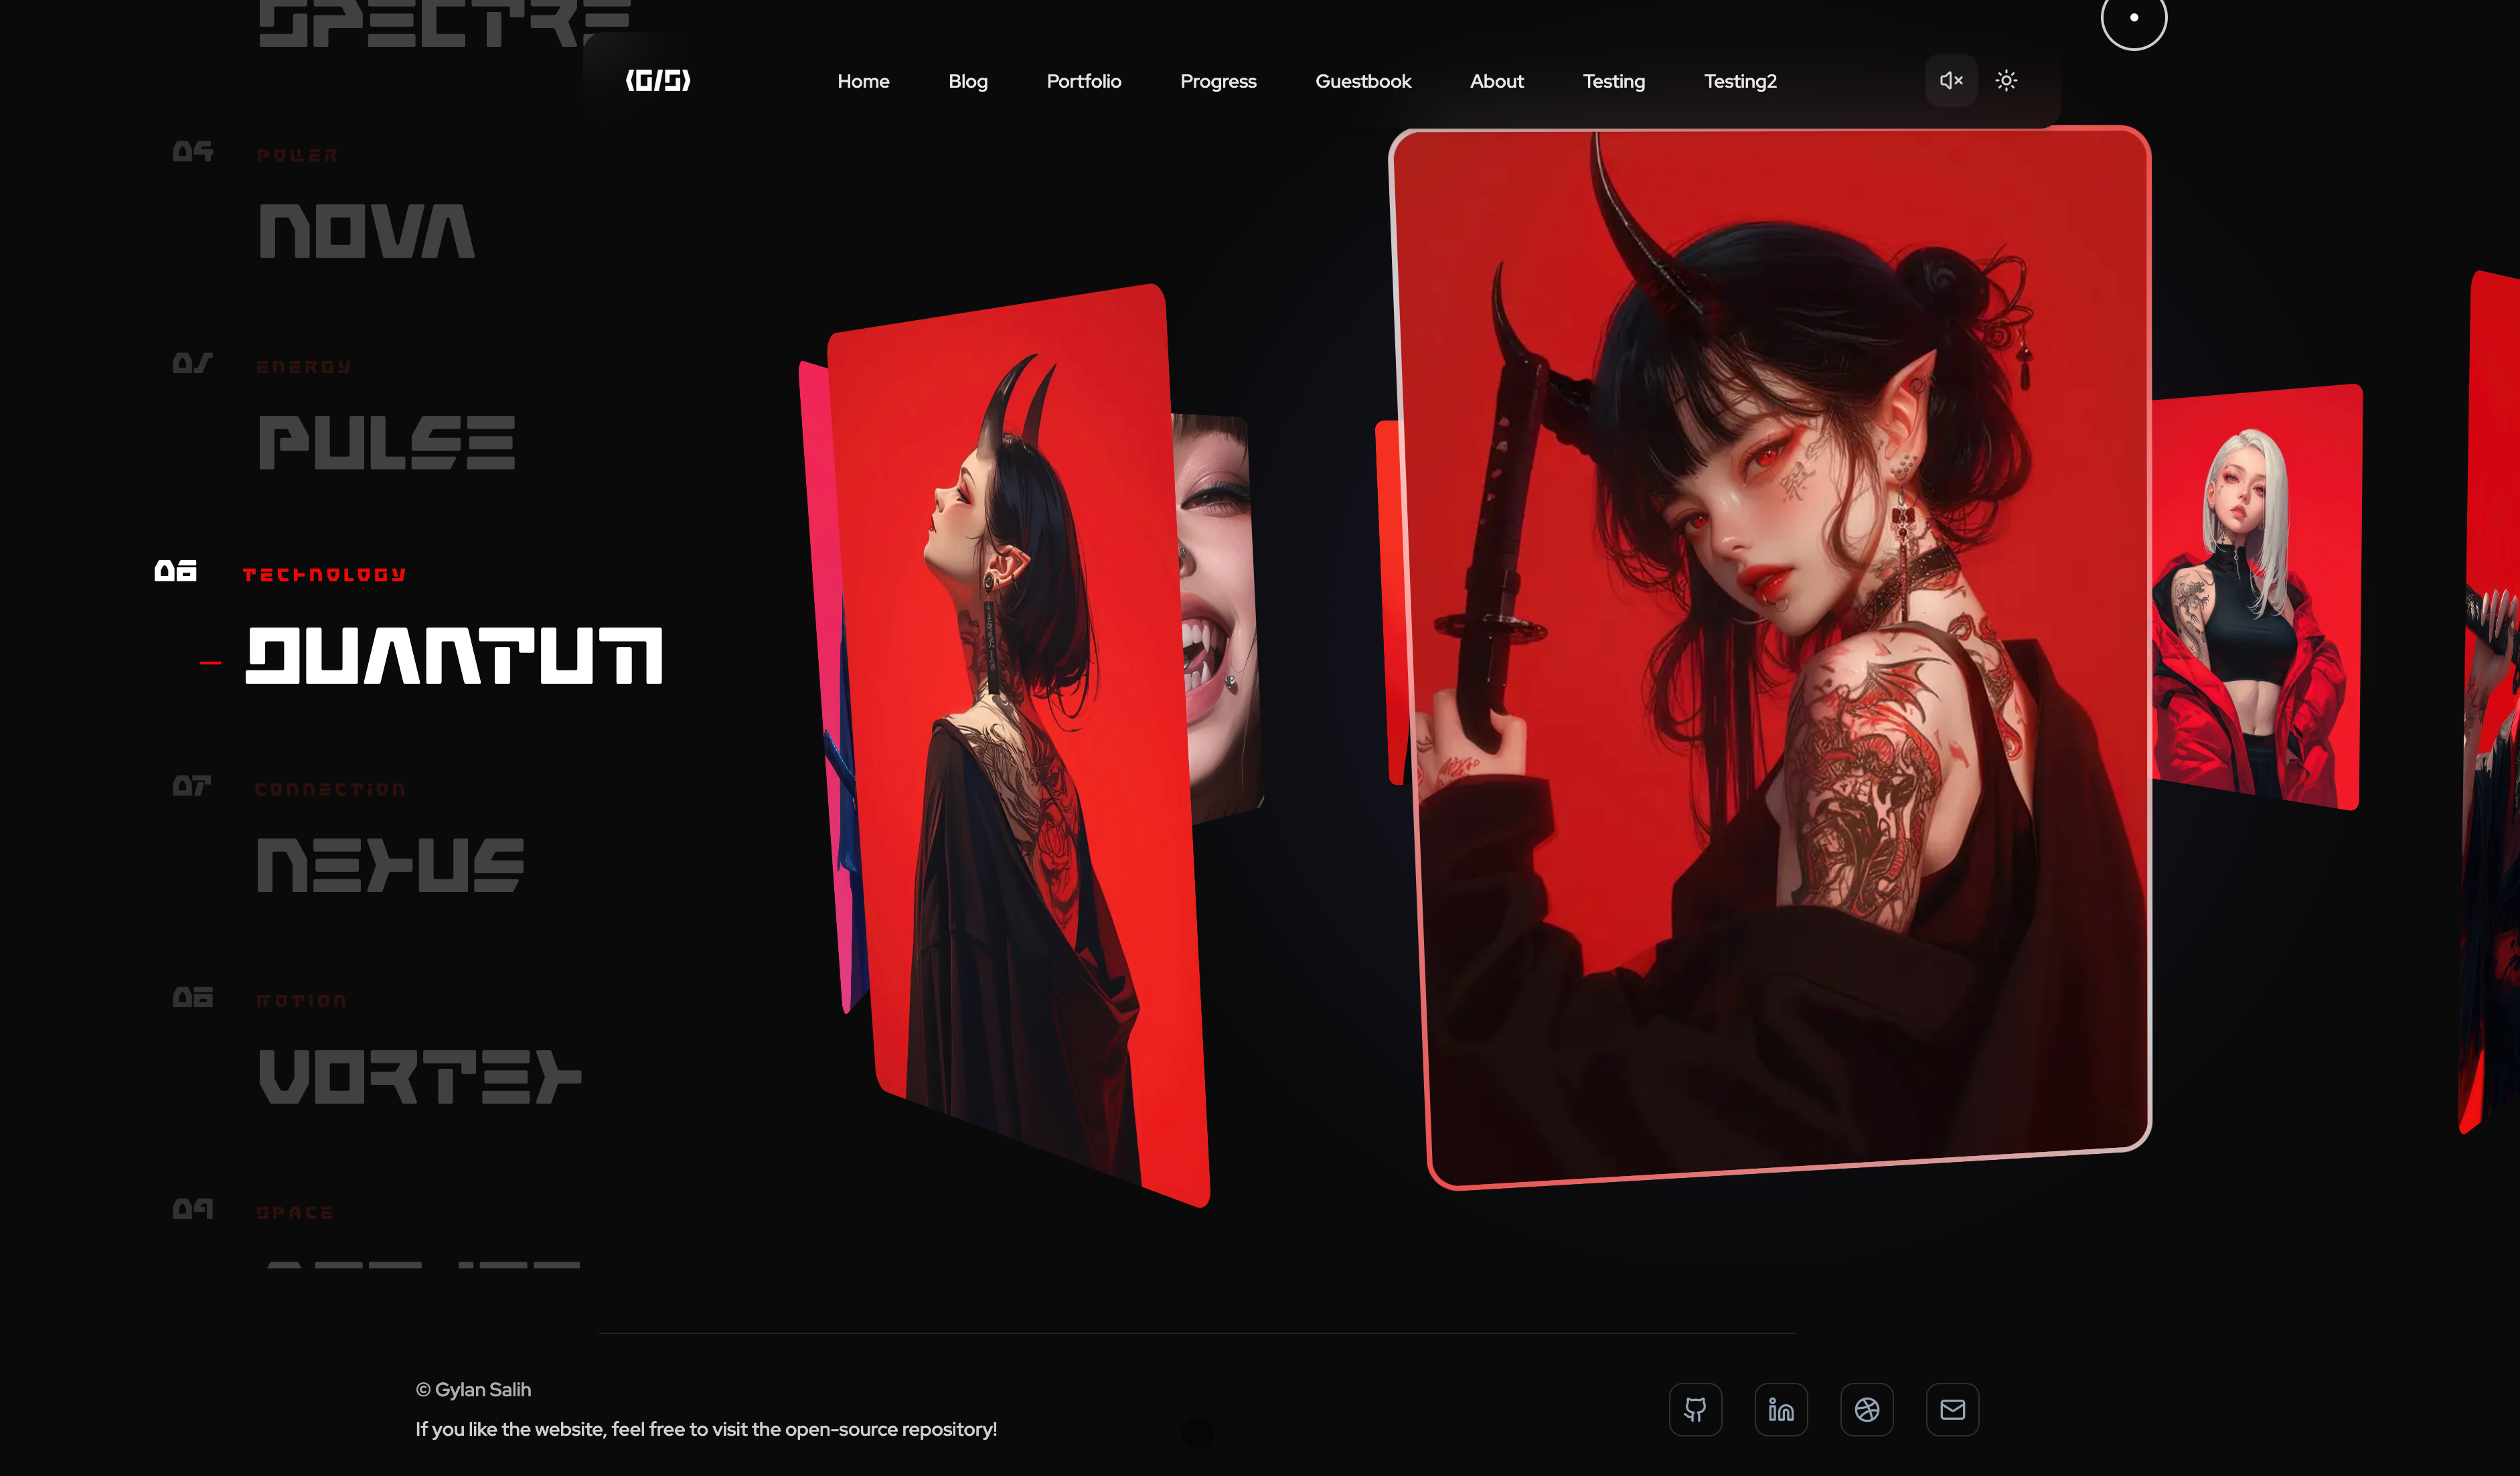 SPECTRE
⟨G/S⟩
Home Blog Portfolio Progress Guestbook About Testing Testing2
04 POWER
NOVA
05 ENERGY
PULSE
06 TECHNOLOGY
QUANTUM
07 CONNECTION
NEXUS
08 MOTION
VORTEX
09 SPACE
© Gylan Salih
If you like the website, feel free to visit the open-source repository!